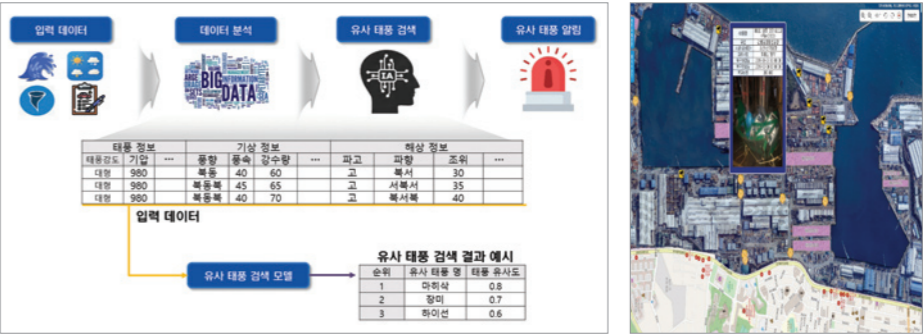 입력 데이터
데이터 분석
유사 태풍 검색
유사 태풍 알림
BIG
DATA
INFORMATION
IA
태풍 정보 기상 정보 해상 정보
태풍강도 기압 ... 풍향 풍속 강수량 ... 파고 파향 조위 ...
대형 980 북동 40 60 고 북서 30
대형 980 북동북 45 65 고 서북서 35
대형 980 북동북 40 70 고 북서북 40
입력 데이터
유사 태풍 검색 모델
유사 태풍 검색 결과 예시
순위 유사 태풍 명 태풍 유사도
1 마히삭 0.8
2 장미 0.7
3 하이선 0.6